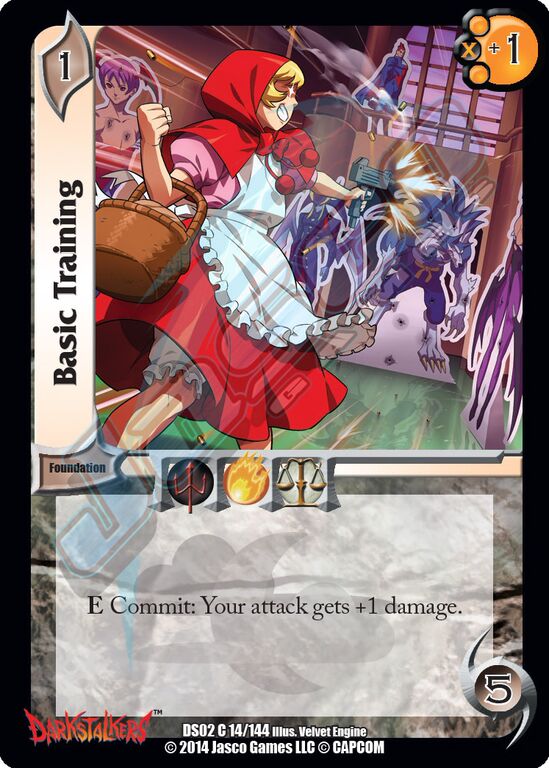 1
X + 1
Basic Training
Foundation
E Commit: Your attack gets +1 damage.
5
DARKSTALKERS™
DS02 C 14/144 Illus. Velvet Engine
© 2014 Jasco Games LLC © CAPCOM